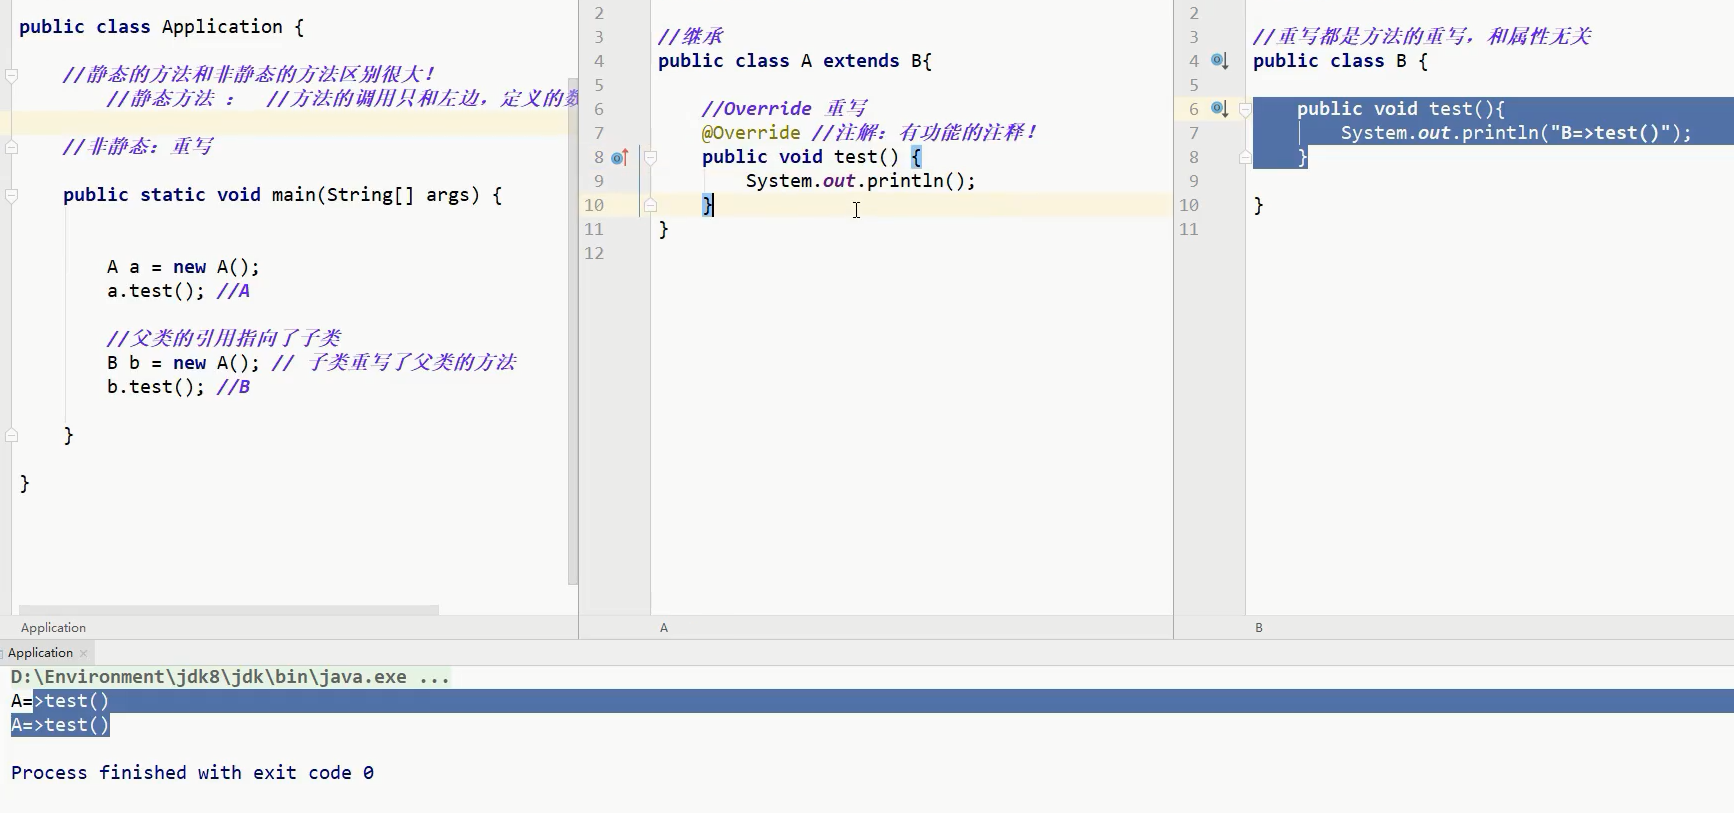 public class Application {
//静态的方法和非静态的方法区别很大！
//静态方法 ： //方法的调用只和左边，定义的数
//非静态：重写
public static void main(String[] args) {
A a = new A();
a.test(); //A
//父类的引用指向了子类
B b = new A(); // 子类重写了父类的方法
b.test(); //B
}
}
Application
2
3 //继承
4 public class A extends B{
5
6 //Override 重写
7 @Override //注解：有功能的注释！
8 public void test() {
9 System.out.println();
10 }
11 }
12
A
2
3 //重写都是方法的重写，和属性无关
4 public class B {
5
6 public void test(){
7 System.out.println("B=>test()");
8 }
9
10 }
11
B
Application
D:\Environment\jdk8\jdk\bin\java.exe ...
A=>test()
A=>test()
Process finished with exit code 0